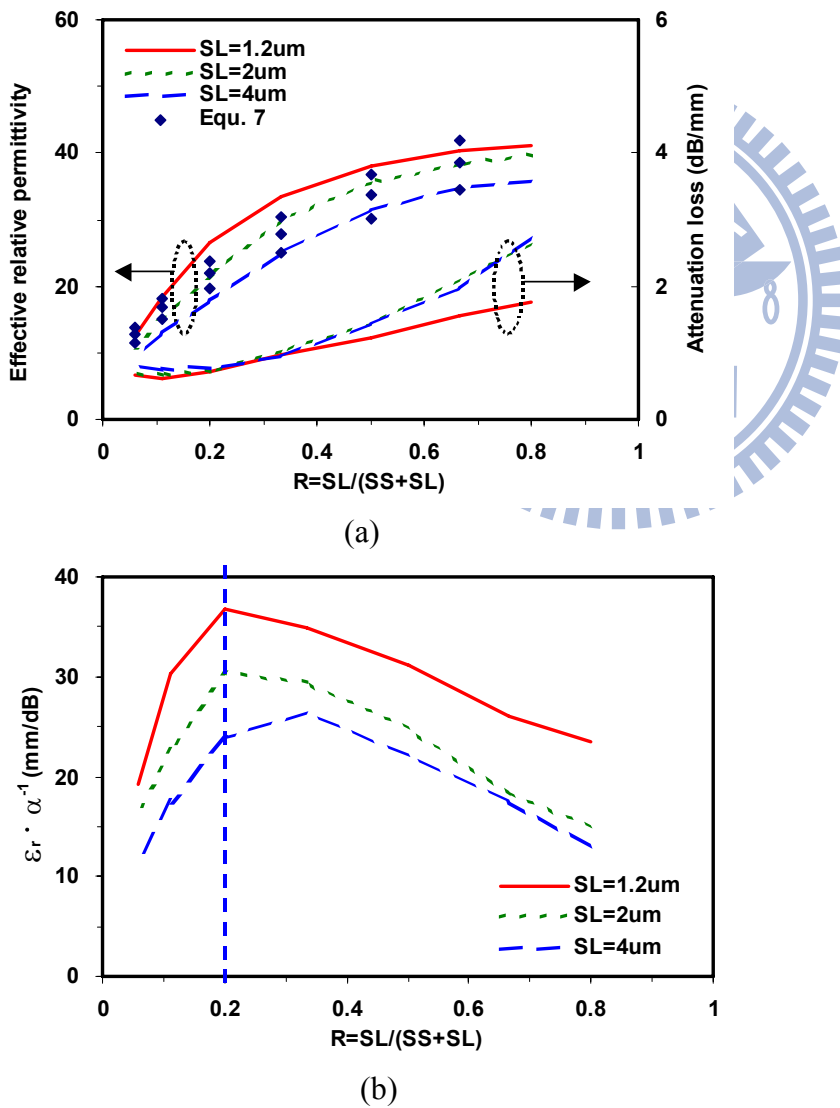 60
6
SL=1.2um
SL=2um
SL=4um
Equ. 7
40
4
20
2
0
0
0
0.2
0.4
0.6
0.8
1
Effective relative permittivity
Attenuation loss (dB/mm)
R=SL/(SS+SL)
8
(a)
40
30
20
10
0
εr · α-1 (mm/dB)
SL=1.2um
SL=2um
SL=4um
0
0.2
0.4
0.6
0.8
1
R=SL/(SS+SL)
(b)